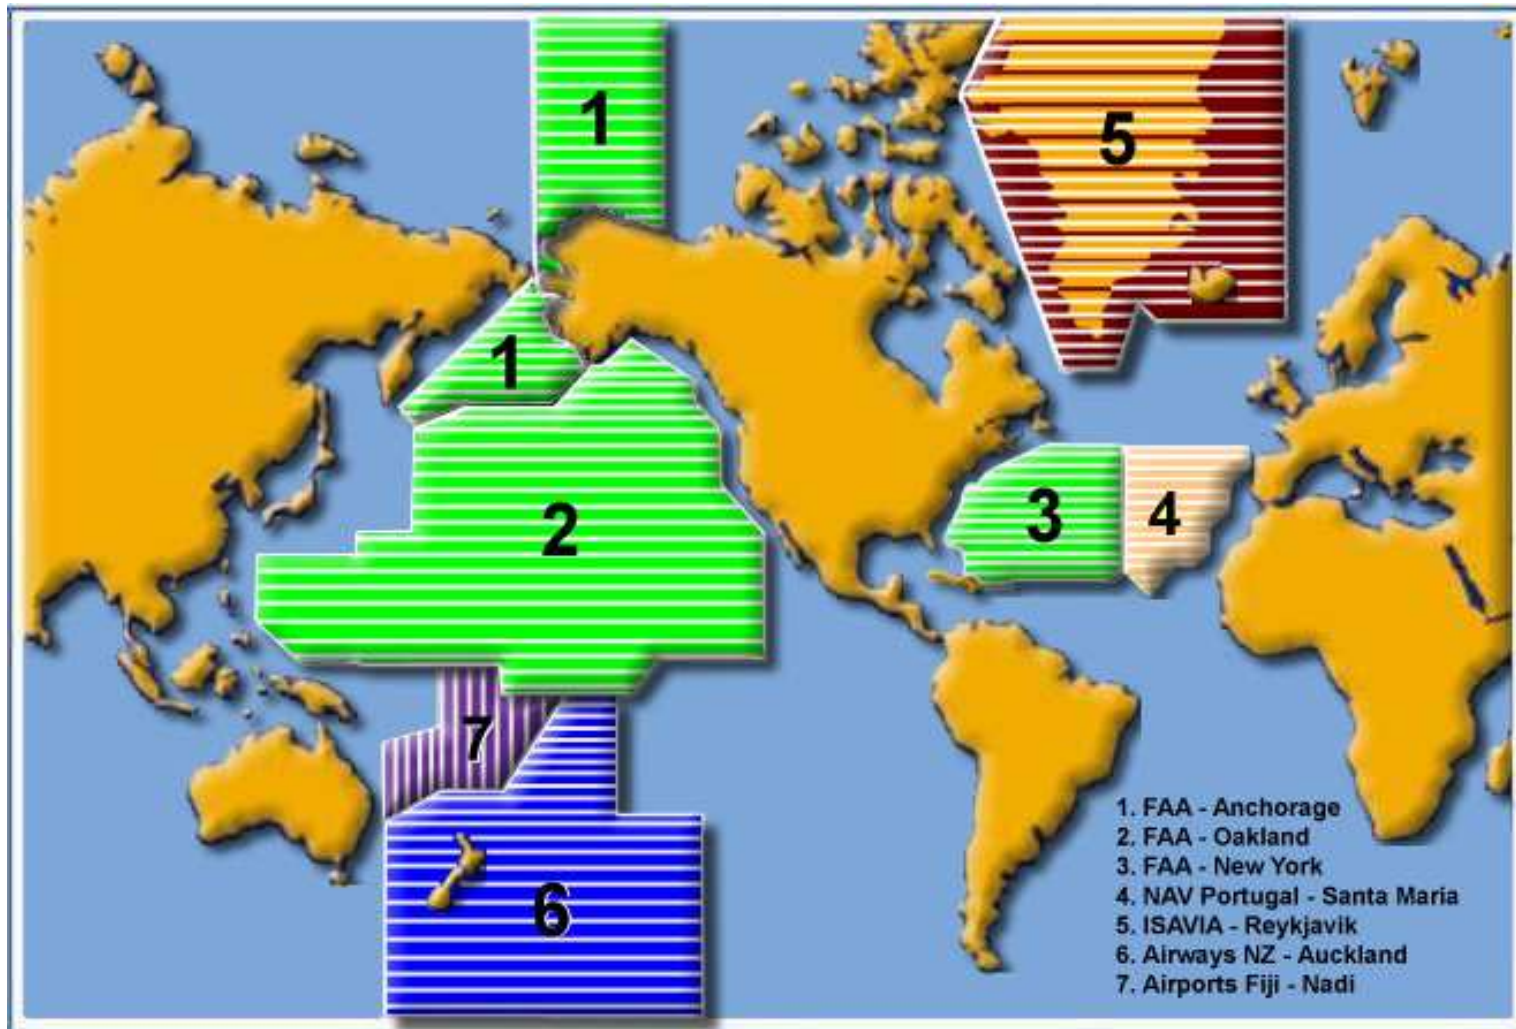 1
5
1
2
3
4
7
6
1. FAA - Anchorage
2. FAA - Oakland
3. FAA - New York
4. NAV Portugal - Santa Maria
5. ISAVIA - Reykjavik
6. Airways NZ - Auckland
7. Airports Fiji - Nadi